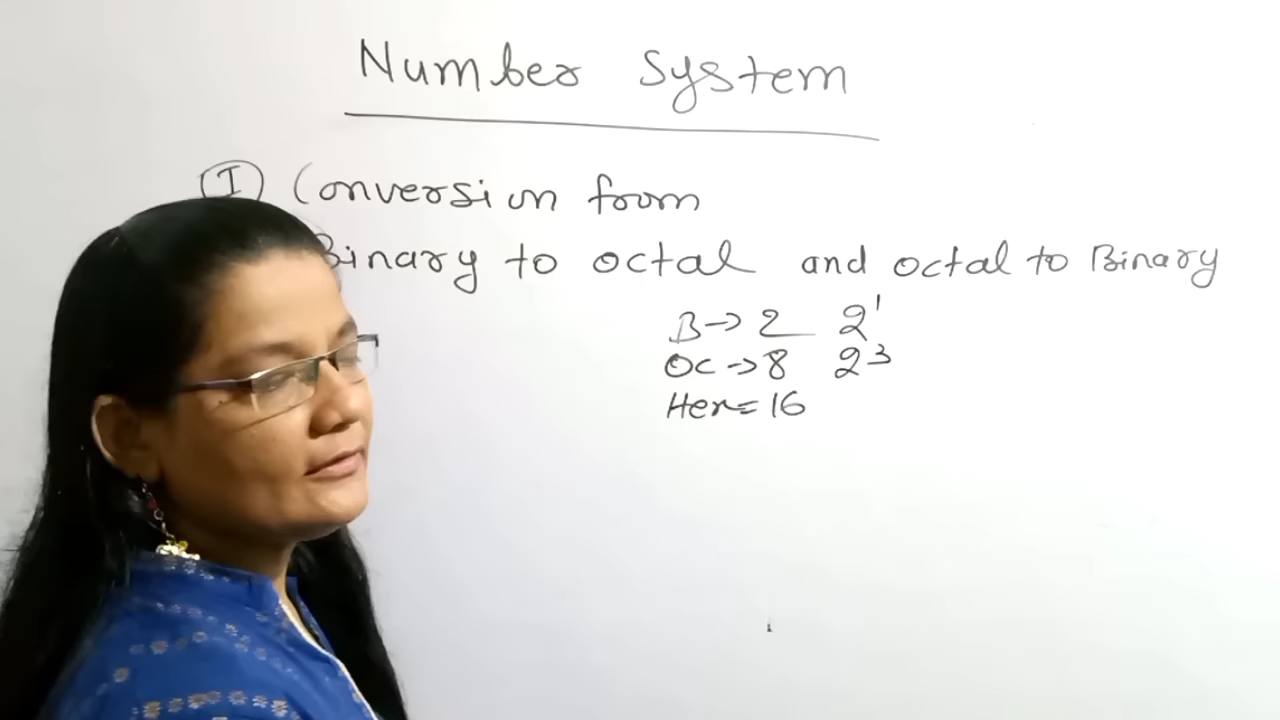 Number System
(I) Conversion from
Binary to octal and octal to Binary
B→2 2¹
Oc→8 2³
Hex=16